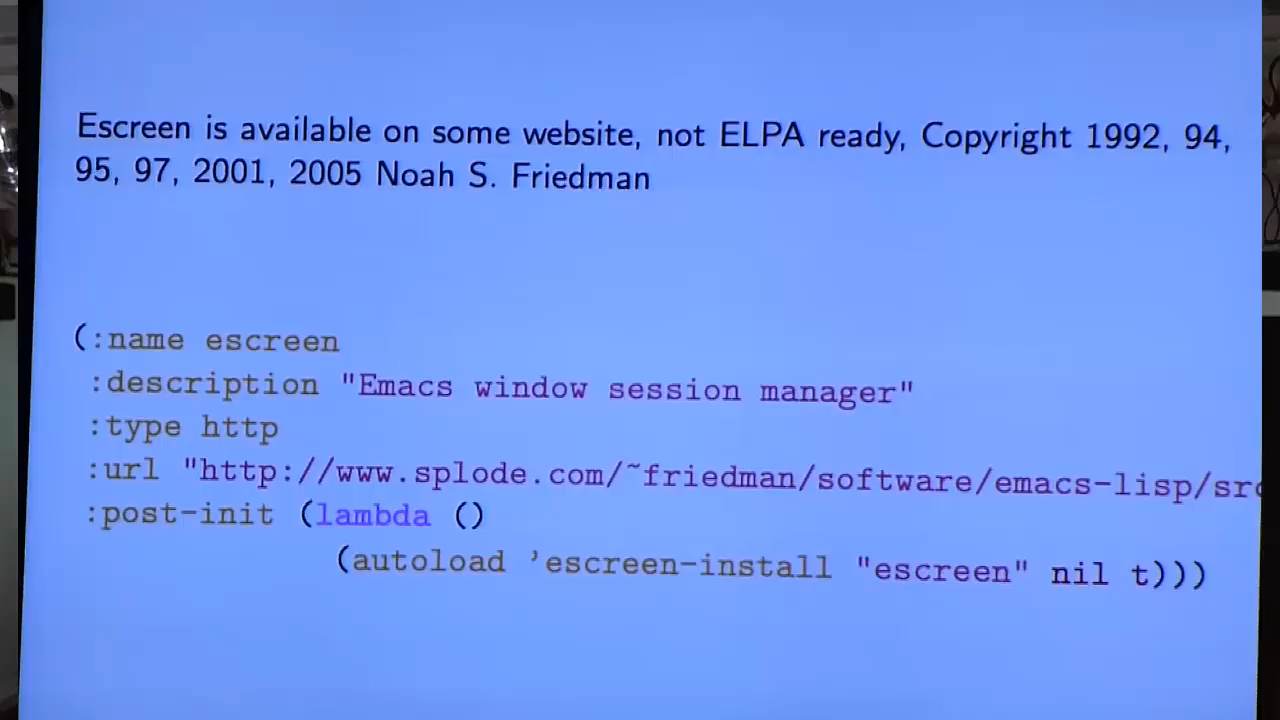 Escreen is available on some website, not ELPA ready, Copyright 1992, 94,
95, 97, 2001, 2005 Noah S. Friedman
(:name escreen
:description "Emacs window session manager"
:type http
:url "http://www.splode.com/~friedman/software/emacs-lisp/src
:post-init (lambda ()
(autoload 'escreen-install "escreen" nil t)))